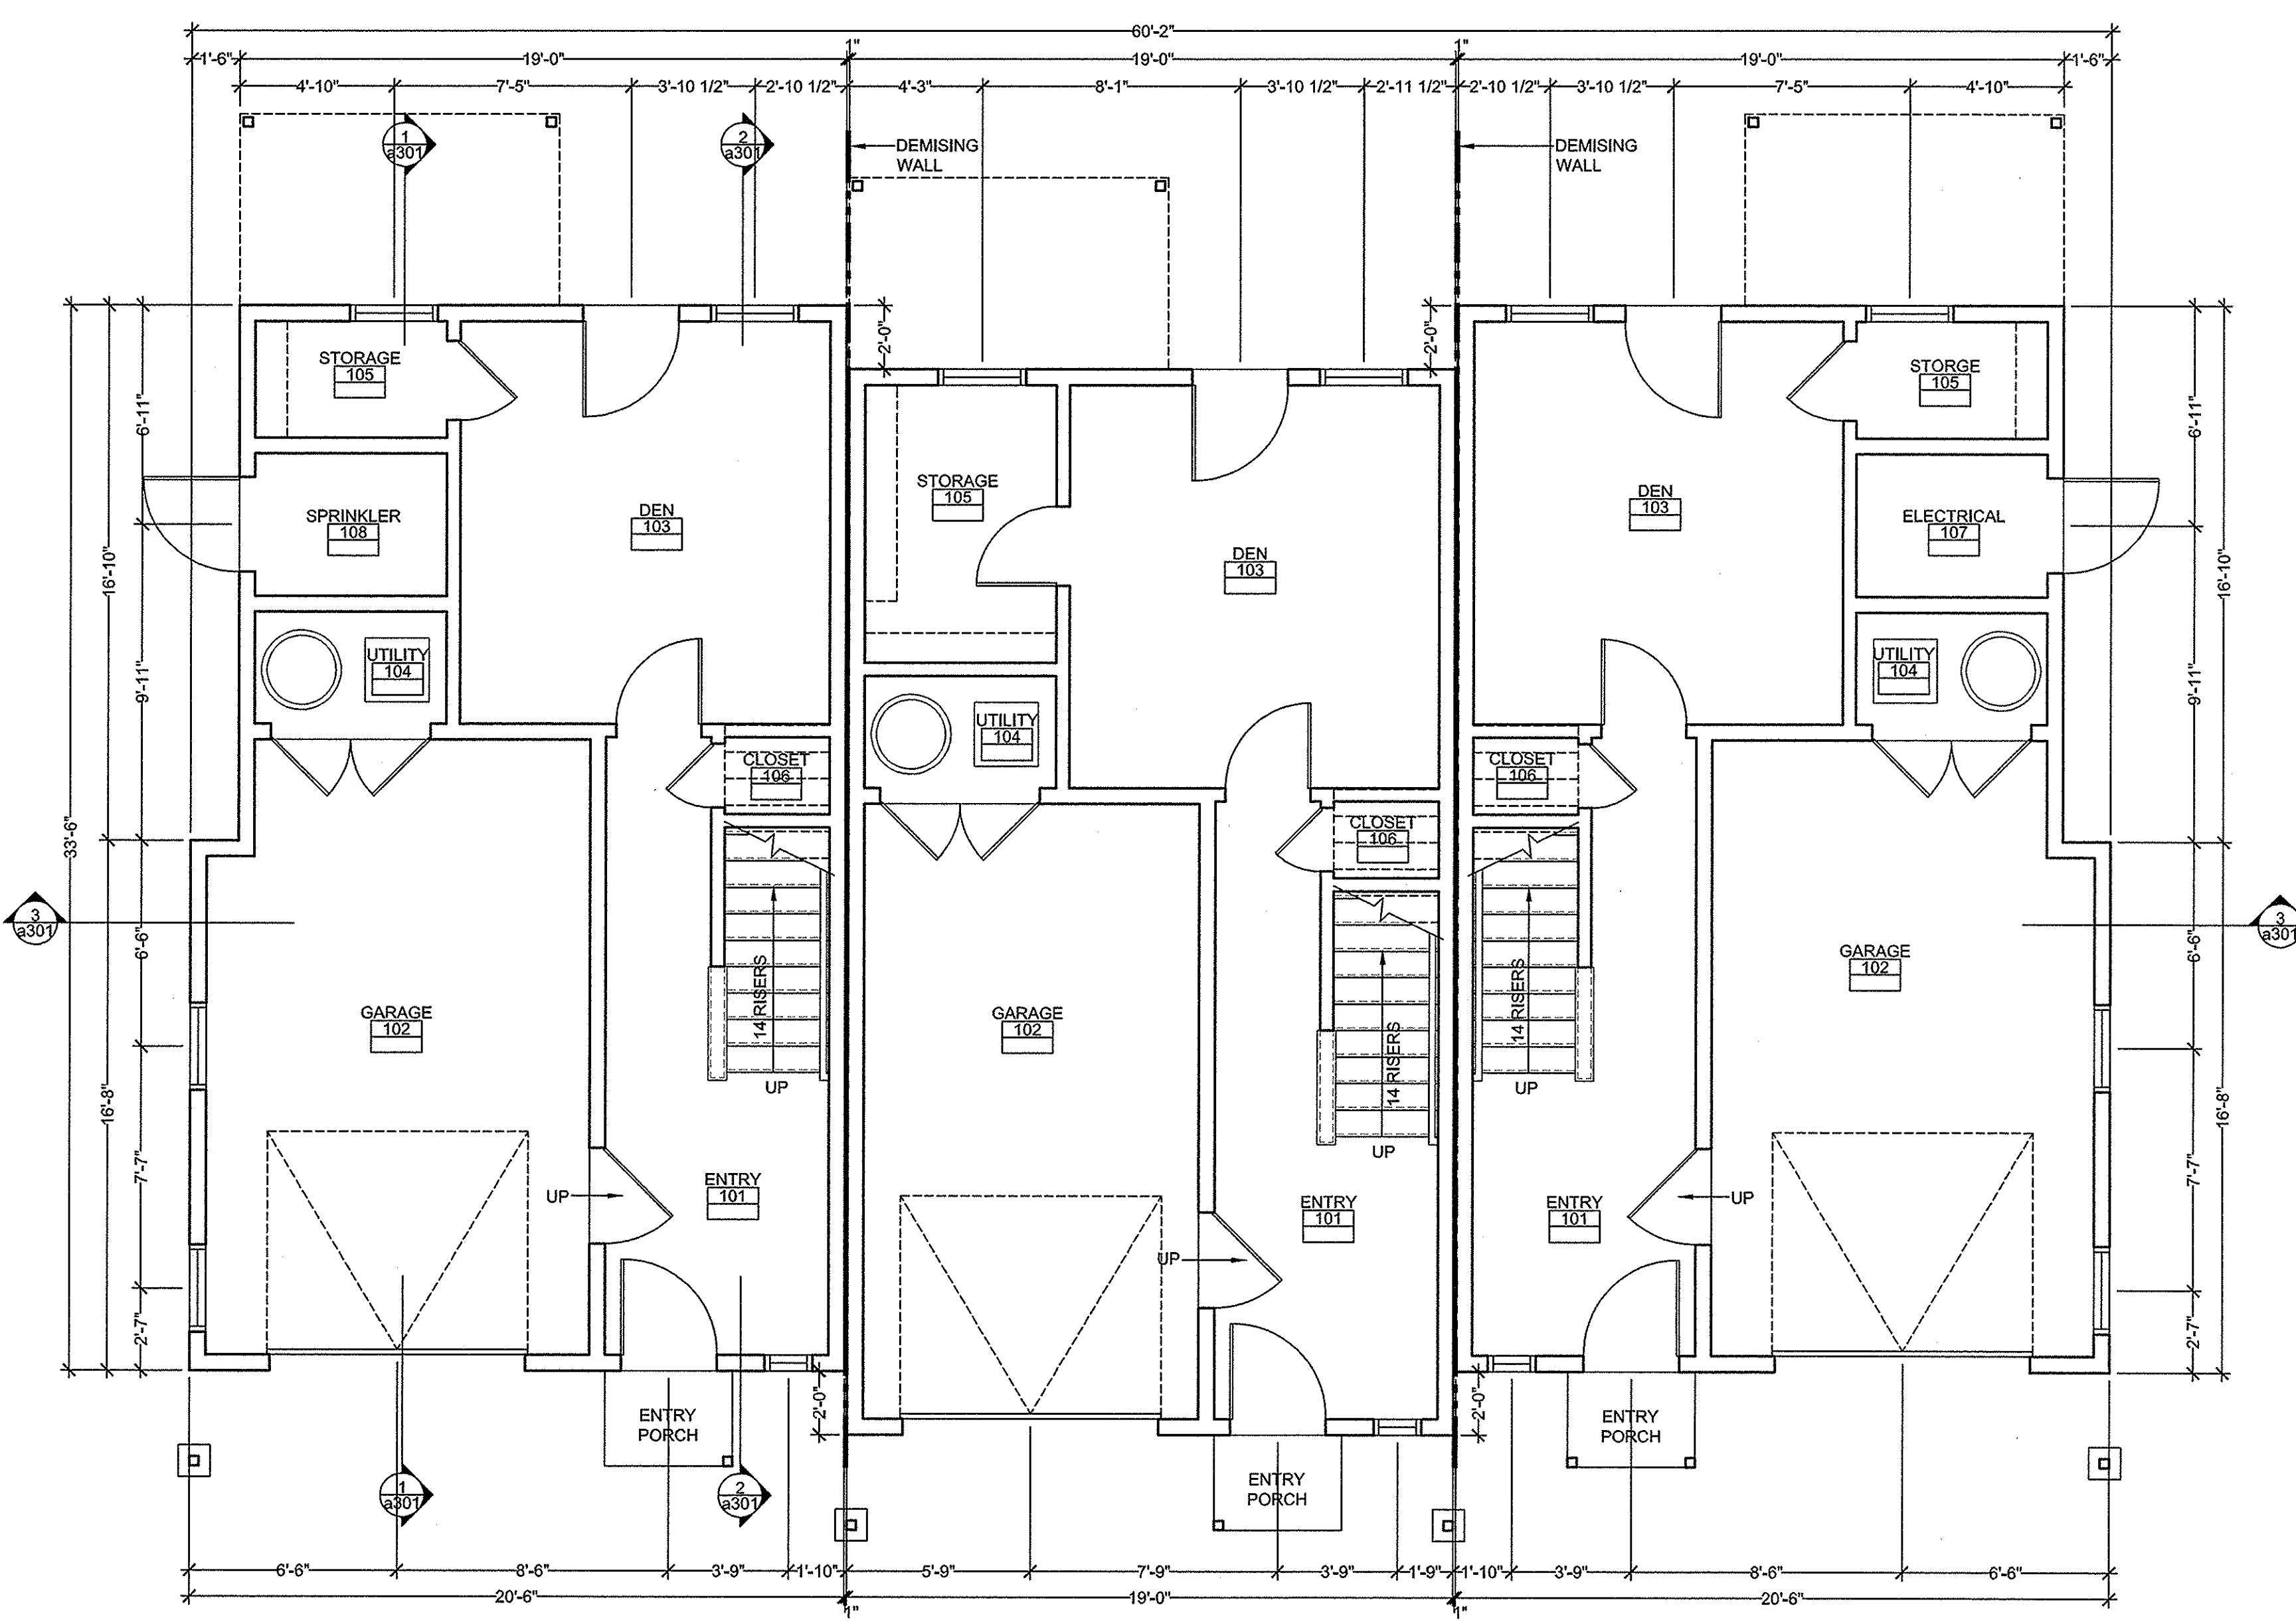 60'-2"
1'-6" 19'-0" 1" 19'-0" 1" 19'-0" 1'-6"
4'-10" 7'-5" 3'-10 1/2" 2'-10 1/2" 4'-3" 8'-1" 3'-10 1/2" 2'-11 1/2" 2'-10 1/2" 3'-10 1/2" 7'-5" 4'-10"
1
a301
2
a301
DEMISING
WALL
DEMISING
WALL
2'-0"
2'-0"
STORAGE
105
SPRINKLER
108
DEN
103
UTILITY
104
CLOSET
106
STORAGE
105
DEN
103
UTILITY
104
CLOSET
106
DEN
103
STORGE
105
ELECTRICAL
107
UTILITY
104
CLOSET
106
6'-11"
16'-10"
9'-11"
33'-6"
6'-6"
16'-8"
7'-7"
2'-7"
6'-11"
16'-10"
9'-11"
6'-6"
16'-8"
7'-7"
2'-7"
3
a301
3
a301
GARAGE
102
14 RISERS
UP
UP
ENTRY
101
GARAGE
102
14 RISERS
UP
UP
ENTRY
101
14 RISERS
UP
GARAGE
102
ENTRY
101
UP
2'-0"
2'-0"
ENTRY
PORCH
ENTRY
PORCH
ENTRY
PORCH
1
a301
2
a301
6'-6" 8'-6" 3'-9" 1'-10" 5'-9" 7'-9" 3'-9" 1'-9" 1'-10" 3'-9" 8'-6" 6'-6"
20'-6" 1" 19'-0" 1" 20'-6"